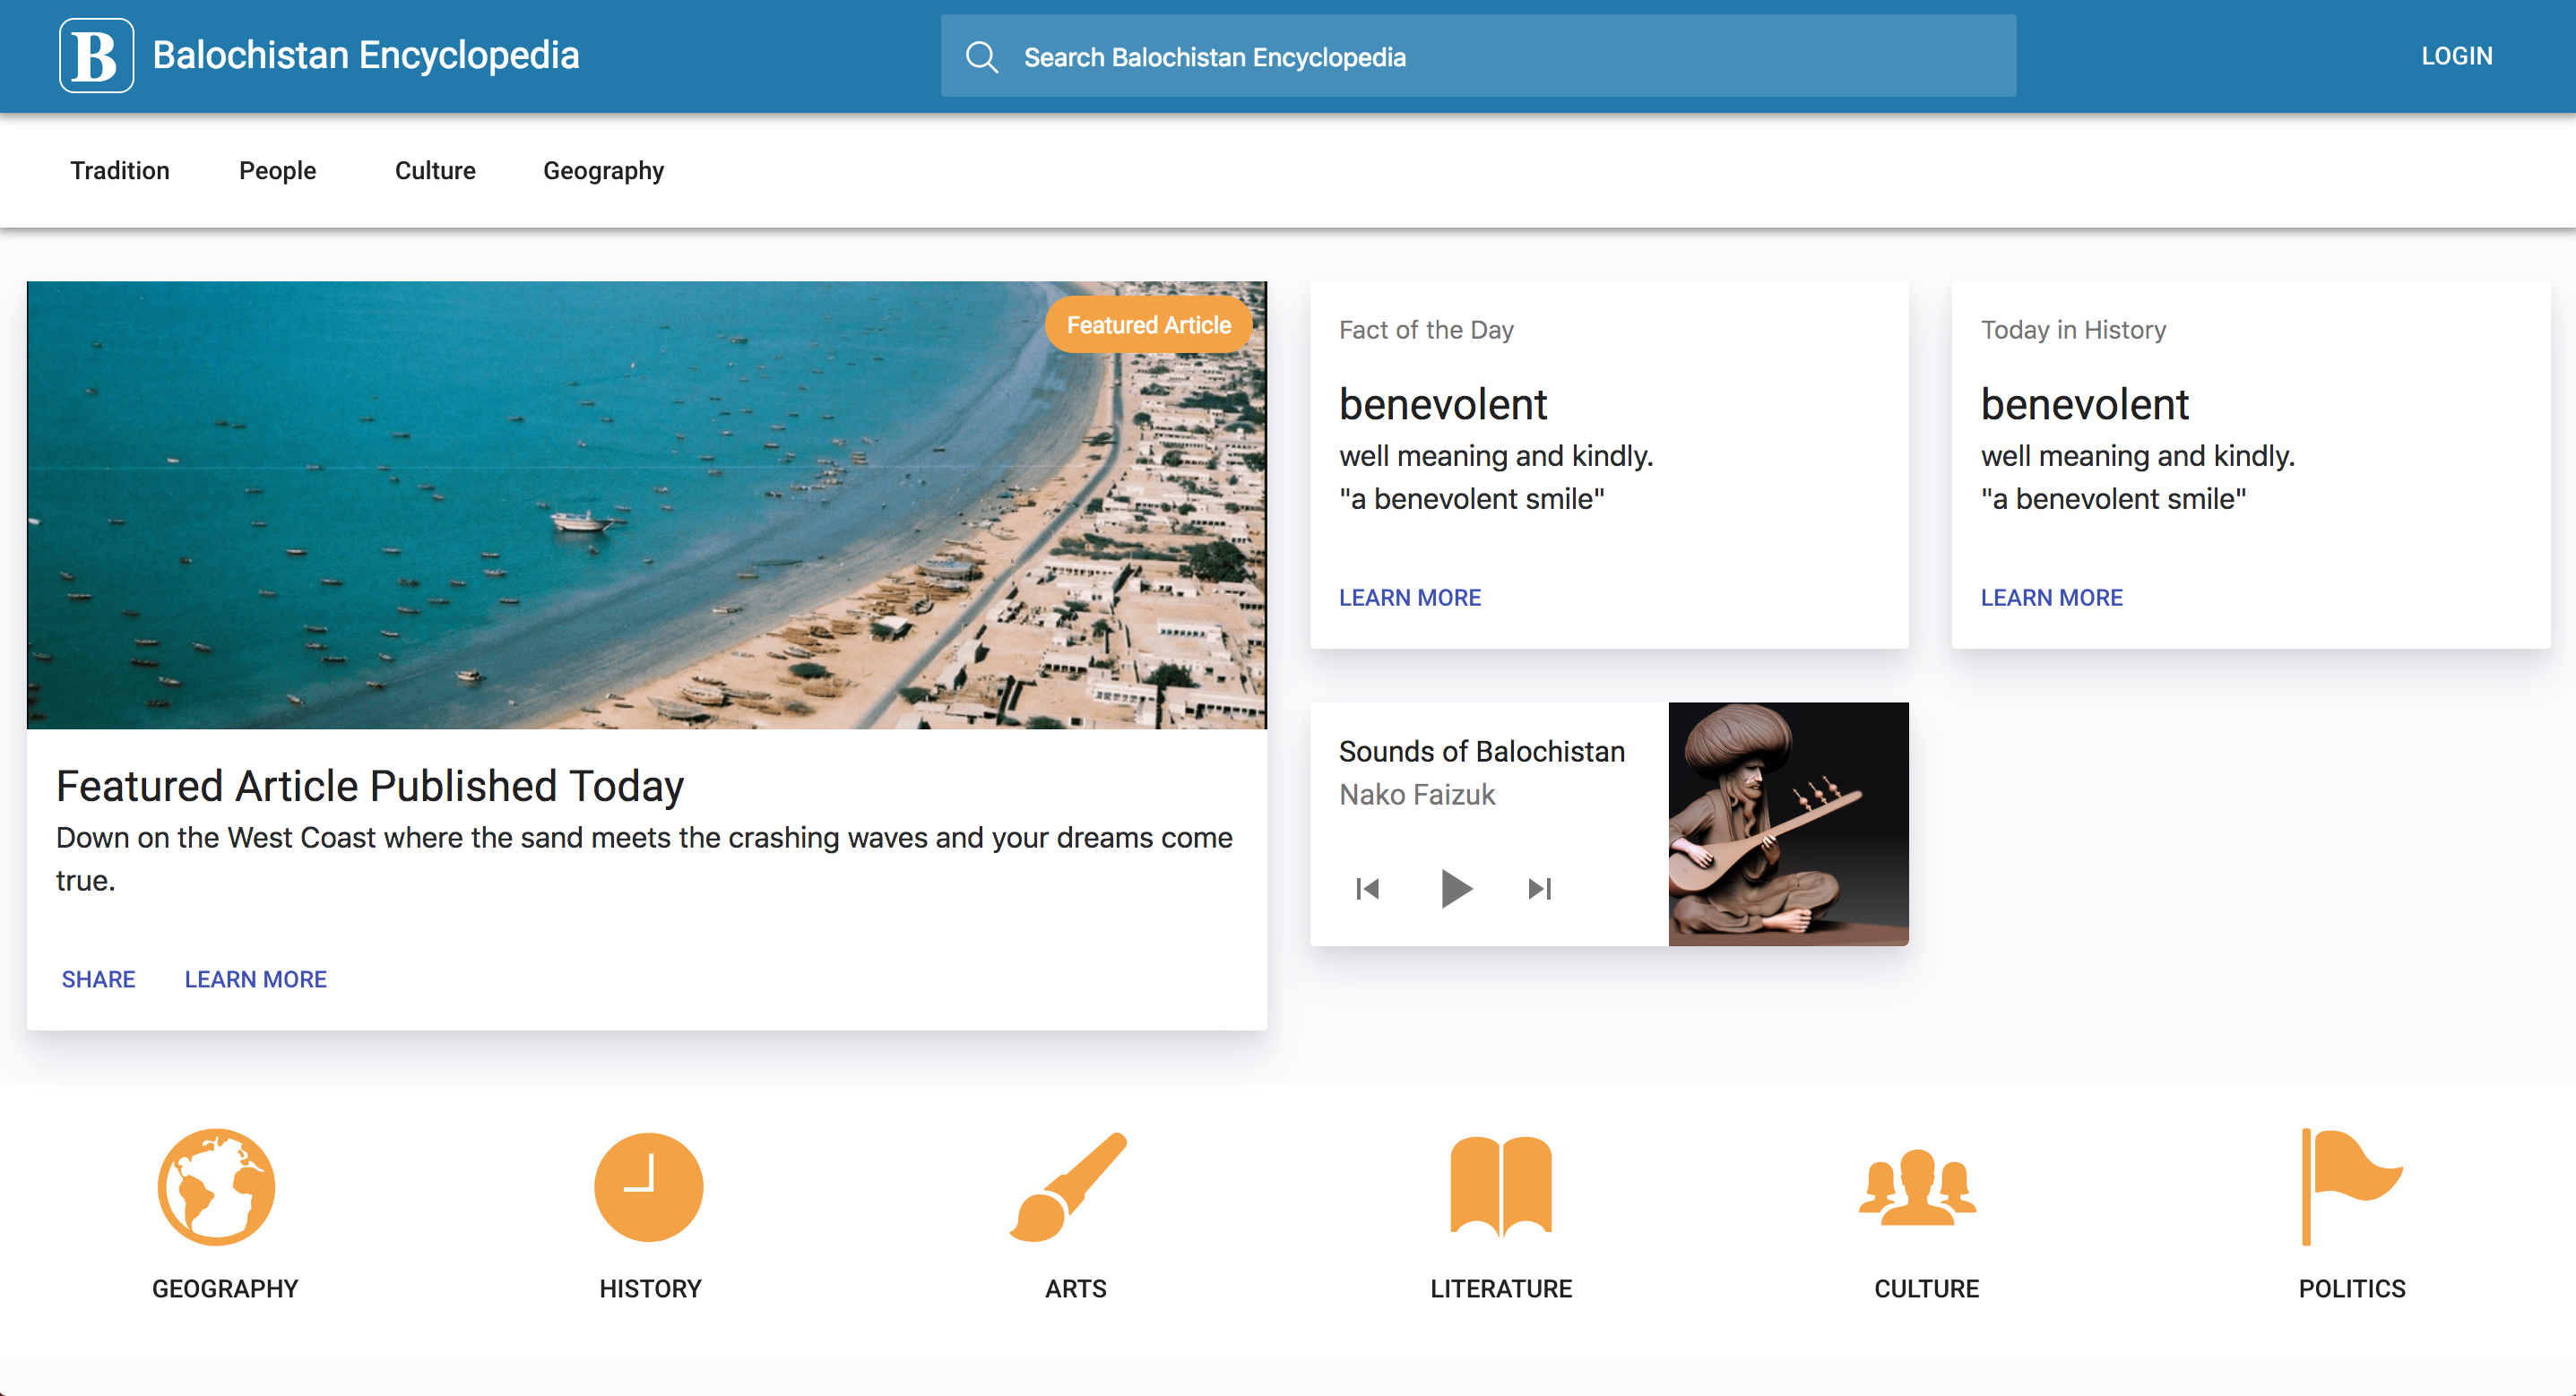 B Balochistan Encyclopedia
Search Balochistan Encyclopedia
LOGIN
Tradition People Culture Geography
Featured Article
Featured Article Published Today
Down on the West Coast where the sand meets the crashing waves and your dreams come
true.
SHARE LEARN MORE
Fact of the Day
benevolent
well meaning and kindly.
"a benevolent smile"
LEARN MORE
Today in History
benevolent
well meaning and kindly.
"a benevolent smile"
LEARN MORE
Sounds of Balochistan
Nako Faizuk
GEOGRAPHY HISTORY ARTS LITERATURE CULTURE POLITICS